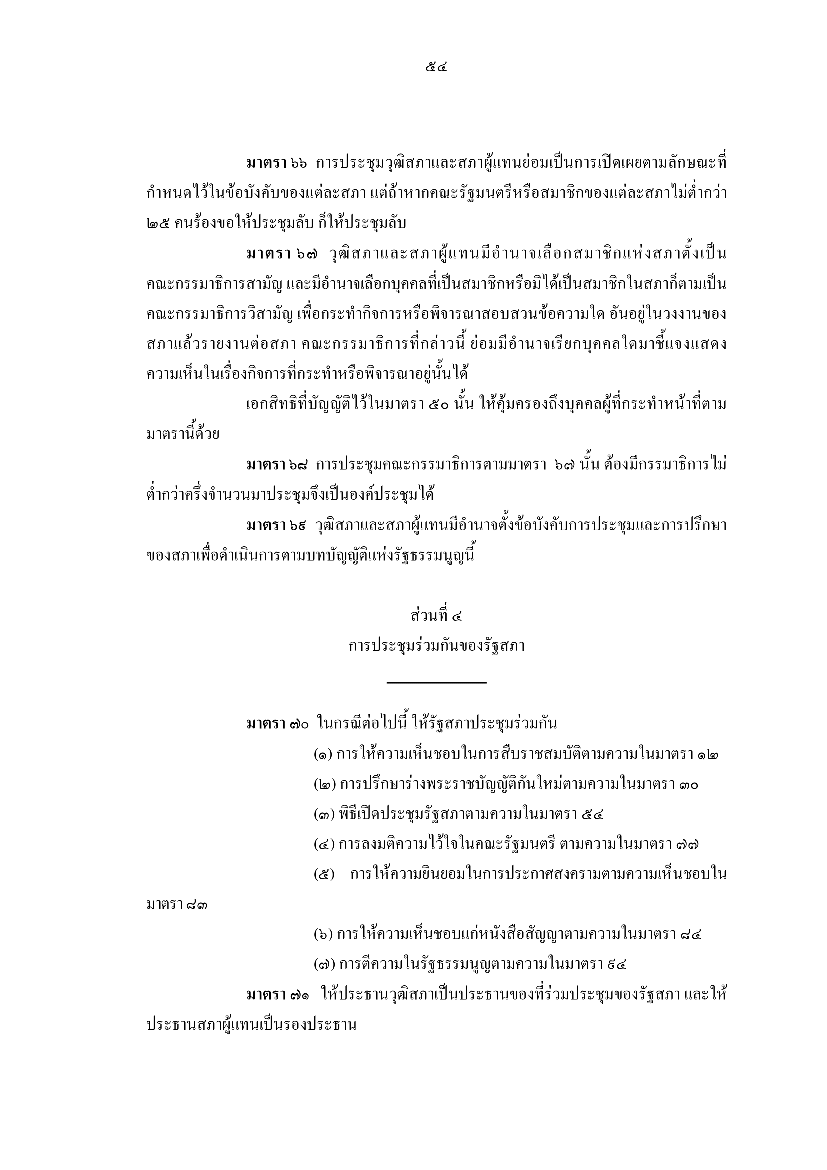 ๕๔
มาตรา ๖๖ การประชุมวุฒิสภาและสภาผู้แทนย่อมเป็นการเปิดเผยตามลักษณะที่
กำหนดไว้ในข้อบังคับของแต่ละสภา แต่ถ้าหากคณะรัฐมนตรีหรือสมาชิกของแต่ละสภาไม่ต่ำกว่า
๒๕ คนร้องขอให้ประชุมลับ ก็ให้ประชุมลับ
มาตรา ๖๗ วุฒิสภาและสภาผู้แทนมีอำนาจเลือกสมาชิกแห่งสภาตั้งเป็น
คณะกรรมาธิการสามัญ และมีอำนาจเลือกบุคคลที่เป็นสมาชิกหรือมิได้เป็นสมาชิกในสภาก็ตามเป็น
คณะกรรมาธิการวิสามัญ เพื่อกระทำกิจการหรือพิจารณาสอบสวนข้อความใด อันอยู่ในวงงานของ
สภาแล้วรายงานต่อสภา คณะกรรมาธิการที่กล่าวนี้ ย่อมมีอำนาจเรียกบุคคลใดมาชี้แจงแสดง
ความเห็นในเรื่องกิจการที่กระทำหรือพิจารณาอยู่นั้นได้
เอกสิทธิที่บัญญัติไว้ในมาตรา ๕๐ นั้น ให้คุ้มครองถึงบุคคลผู้ที่กระทำหน้าที่ตาม
มาตรานี้ด้วย
มาตรา ๖๘ การประชุมคณะกรรมาธิการตามมาตรา ๖๗ นั้น ต้องมีกรรมาธิการไม่
ต่ำกว่าครึ่งจำนวนมาประชุมจึงเป็นองค์ประชุมได้
มาตรา ๖๙ วุฒิสภาและสภาผู้แทนมีอำนาจตั้งข้อบังคับการประชุมและการปรึกษา
ของสภาเพื่อดำเนินการตามบทบัญญัติแห่งรัฐธรรมนูญนี้
ส่วนที่ ๔
การประชุมร่วมกันของรัฐสภา
มาตรา ๗๐ ในกรณีต่อไปนี้ ให้รัฐสภาประชุมร่วมกัน
(๑) การให้ความเห็นชอบในการสืบราชสมบัติตามความในมาตรา ๑๒
(๒) การปรึกษาร่างพระราชบัญญัติกันใหม่ตามความในมาตรา ๓๐
(๓) พิธีเปิดประชุมรัฐสภาตามความในมาตรา ๕๔
(๔) การลงมติความไว้ใจในคณะรัฐมนตรี ตามความในมาตรา ๗๗
(๕) การให้ความยินยอมในการประกาศสงครามตามความเห็นชอบใน
มาตรา ๘๓
(๖) การให้ความเห็นชอบแก่หนังสือสัญญาตามความในมาตรา ๘๔
(๗) การตีความในรัฐธรรมนูญตามความในมาตรา ๙๔
มาตรา ๗๑ ให้ประธานวุฒิสภาเป็นประธานของที่ร่วมประชุมของรัฐสภา และให้
ประธานสภาผู้แทนเป็นรองประธาน